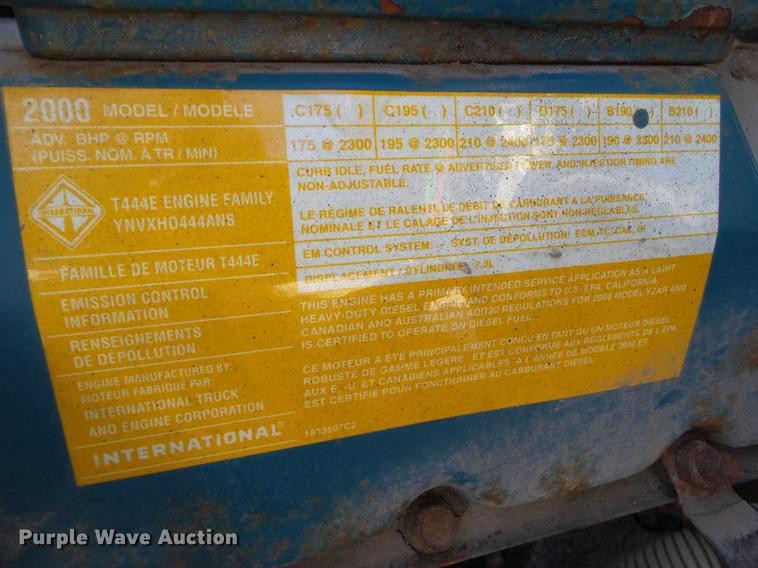 2000 MODEL / MODÈLE
C175 ( ) C195 ( ) C210 ( ) B175 ( ) B190 ( ) B210 ( )
ADV. BHP @ RPM
(PUISS. NOM. À TR / MIN)
175 @ 2300 195 @ 2300 210 @ 2400 175 @ 2300 190 @ 2300 210 @ 2400
CURB IDLE, FUEL RATE @ ADVERTISED POWER, AND INJECTION TIMING ARE
NON-ADJUSTABLE.
LE RÉGIME DE RALENTI, LE DÉBIT DE CARBURANT A LA PUISSANCE
NOMINALE ET LE CALAGE DE L'INJECTION SONT NON-REGLABLES.
INTERNATIONAL
T444E ENGINE FAMILY
YNVXH0444ANB
EM CONTROL SYSTEM: SYST. DE DÉPOLLUTION: ECM, TC, CAC, DI
DISPLACEMENT / CYLINDRÉE 7.3L
FAMILLE DE MOTEUR T444E
EMISSION CONTROL
INFORMATION
RENSEIGNEMENTS
DE DÉPOLLUTION
THIS ENGINE HAS A PRIMARY INTENDED SERVICE APPLICATION AS A LIGHT
HEAVY-DUTY DIESEL ENGINE AND CONFORMS TO U.S. EPA, CALIFORNIA,
CANADIAN AND AUSTRALIAN ADR30 REGULATIONS FOR 2000 MODEL YEAR AND
IS CERTIFIED TO OPERATE ON DIESEL FUEL.
CE MOTEUR A ÉTÉ PRINCIPALEMENT CONCU EN TANT QU'UN MOTEUR DIESEL
ROBUSTE DE GAMME LÉGÈRE ET EST CONFORME AUX RÉGLEMENTS DE L'EPA
AUX E.-U. ET CANADIENS APPLICABLES À L'ANNÉE DE MODÈLE 2000 ET
EST CERTIFIÉ POUR FONCTIONNER AU CARBURANT DIESEL.
ENGINE MANUFACTURED BY:
MOTEUR FABRIQUÉ PAR:
INTERNATIONAL TRUCK
AND ENGINE CORPORATION
INTERNATIONAL®
1833507C2
Purple Wave Auction®